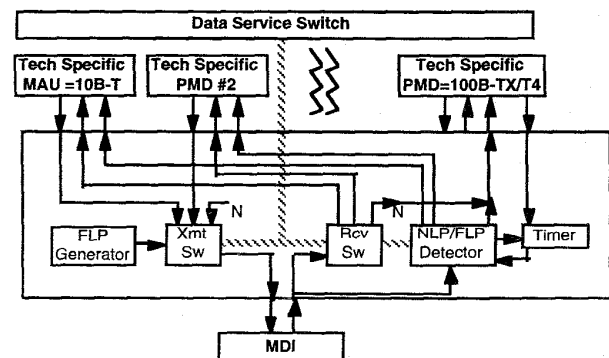 Data Service Switch
Tech Specific
MAU =10B-T
Tech Specific
PMD #2
Tech Specific
PMD=100B-TX/T4
N
N
FLP
Generator
Xmt
Sw
Rcv
Sw
NLP/FLP
Detector
Timer
MDI